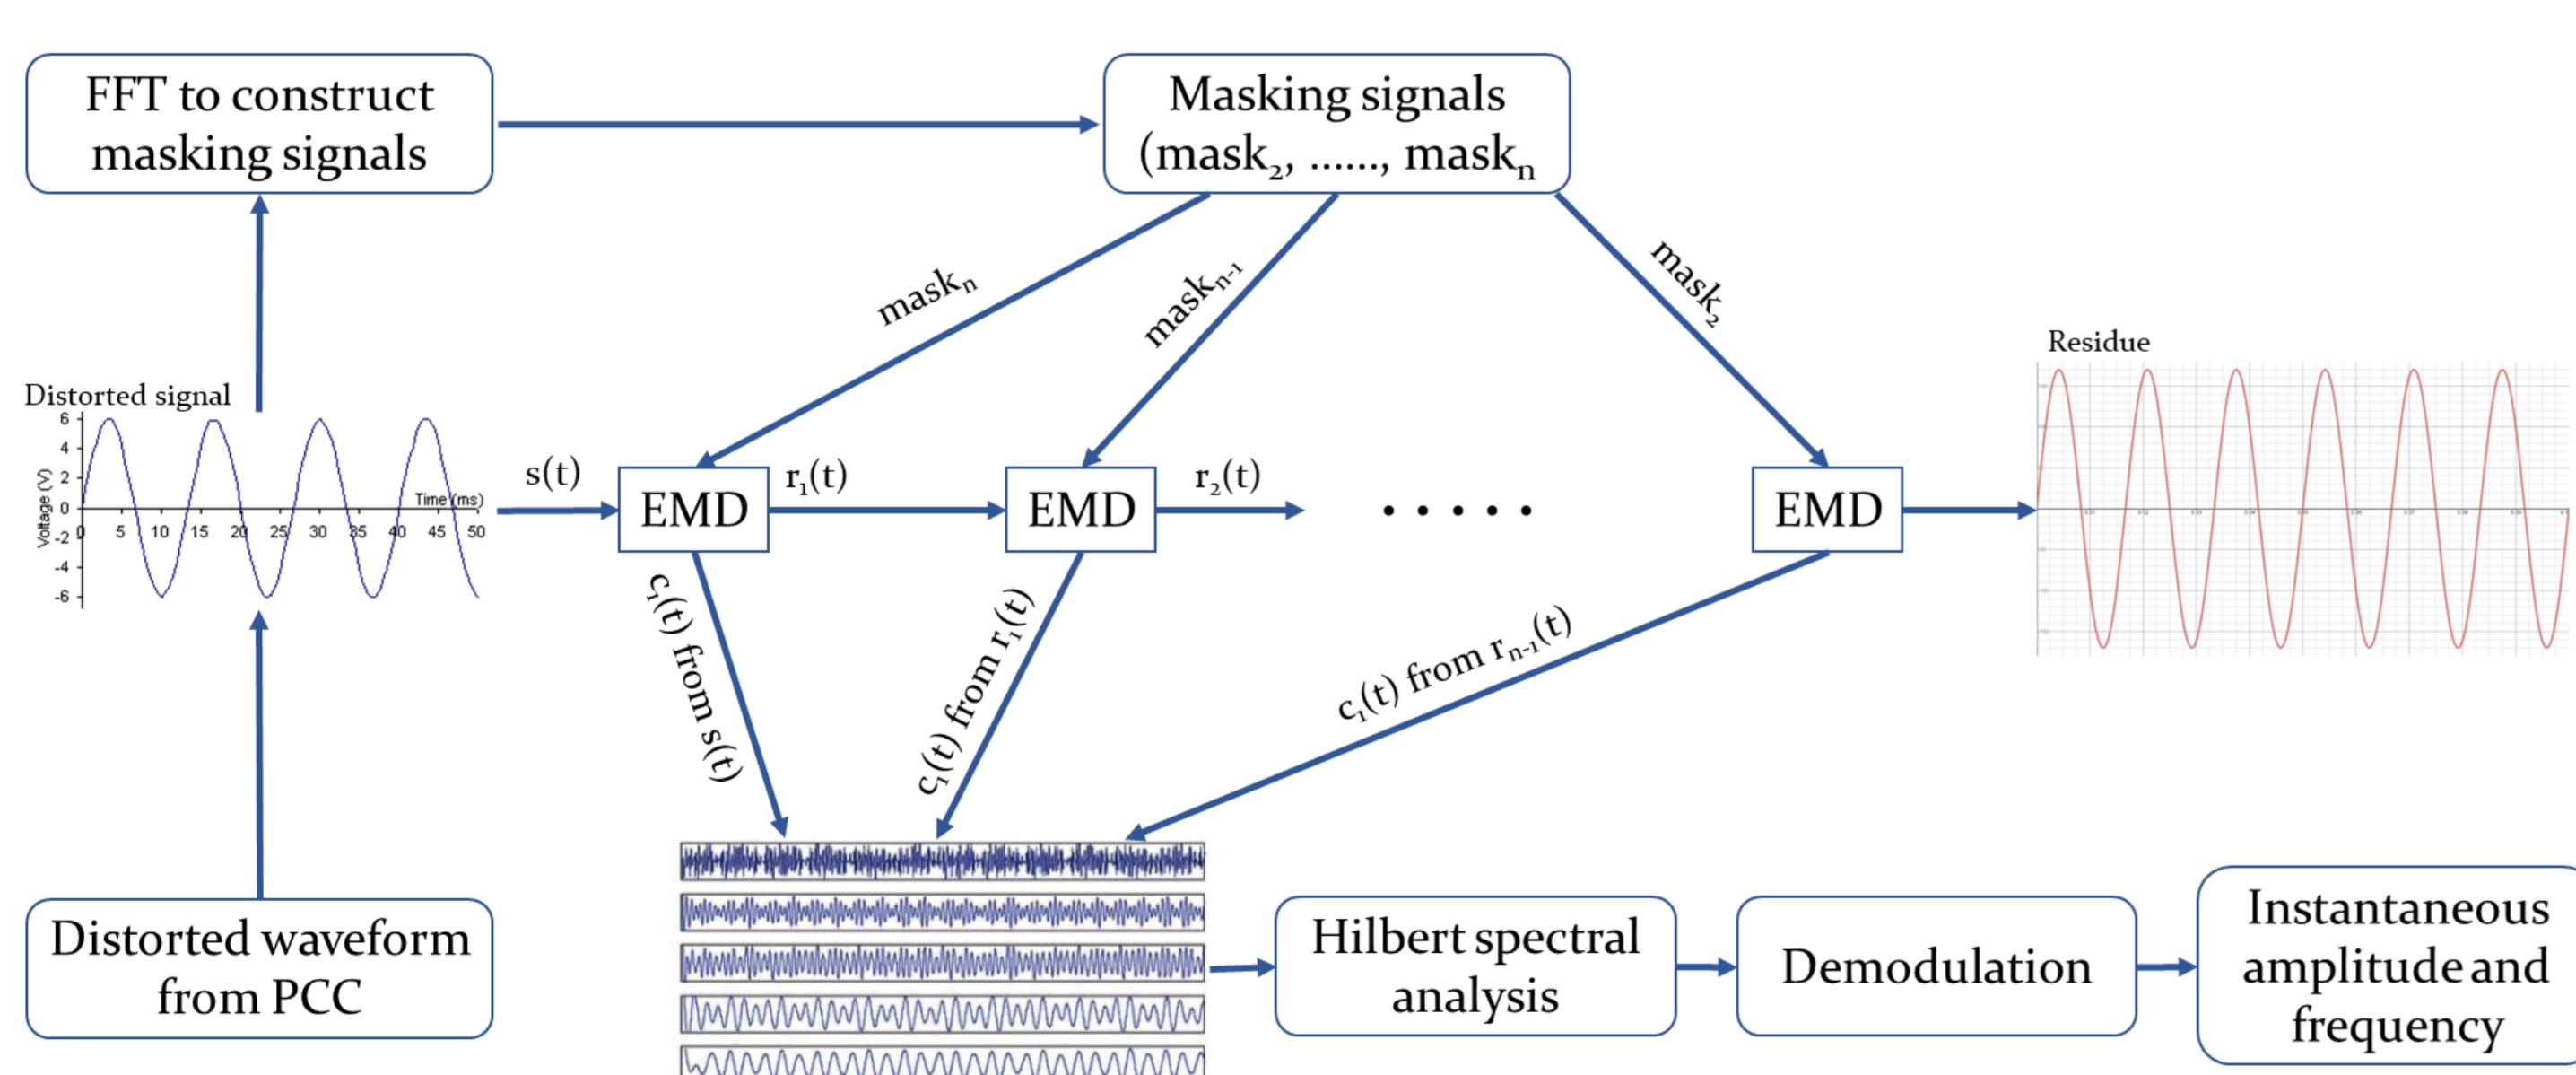 FFT to construct
masking signals
Masking signals
(mask₂, ......, maskₙ
maskₙ
maskₙ₋₁
mask₂
Residue
Distorted signal
6
4
2
0
-2
-4
-6
Voltage (V)
Time (ms)
0 5 10 15 20 25 30 35 40 45 50
s(t)
EMD
r₁(t)
EMD
r₂(t)
.....
EMD
c₁(t) from s(t)
c₁(t) from r₁(t)
c₁(t) from rₙ₋₁(t)
Distorted waveform
from PCC
Hilbert spectral
analysis
Demodulation
Instantaneous
amplitude and
frequency